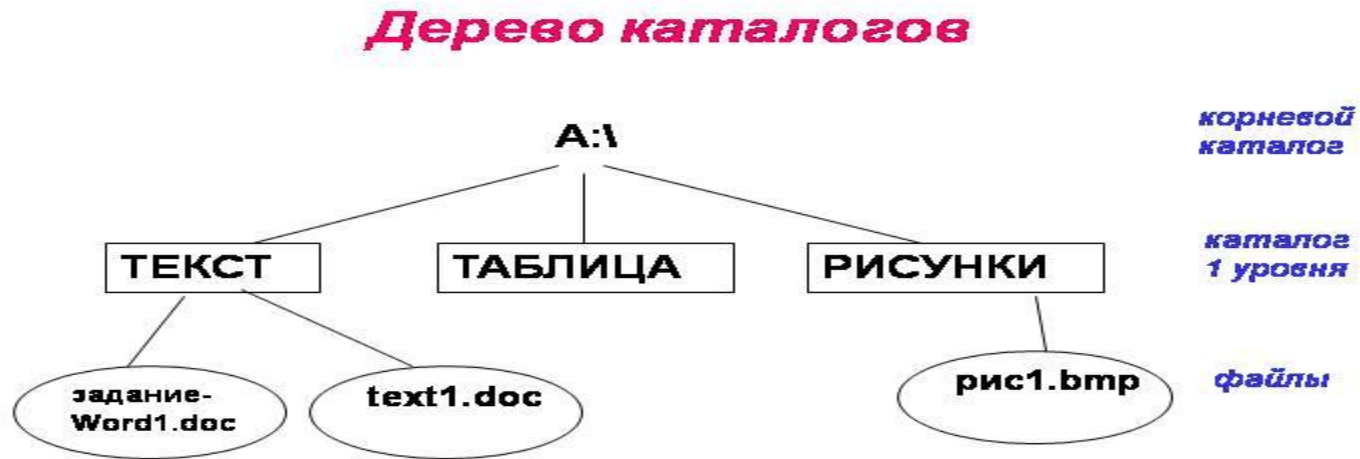 Дерево каталогов
А:\
корневой
каталог
ТЕКСТ
ТАБЛИЦА
РИСУНКИ
каталог
1 уровня
задание-
Word1.doc
text1.doc
рис1.bmp
файлы